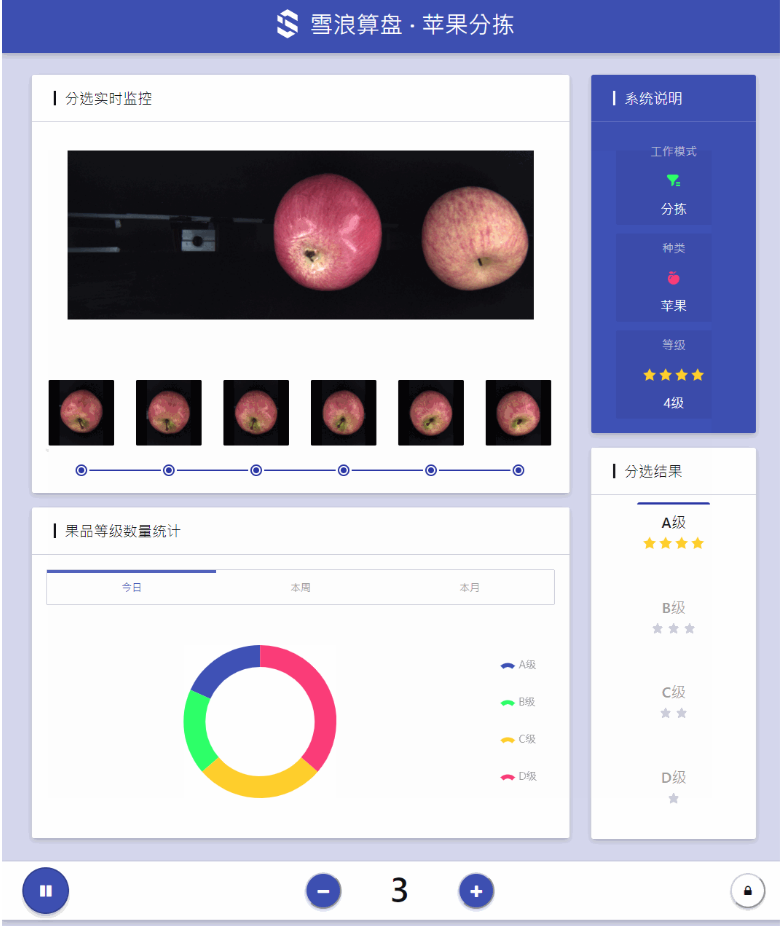 雪浪算盘·苹果分拣
分选实时监控
系统说明
工作模式
分拣
种类
苹果
等级
4级
分选结果
A级
B级
C级
D级
果品等级数量统计
今日
本周
本月
A级
B级
C级
D级
3